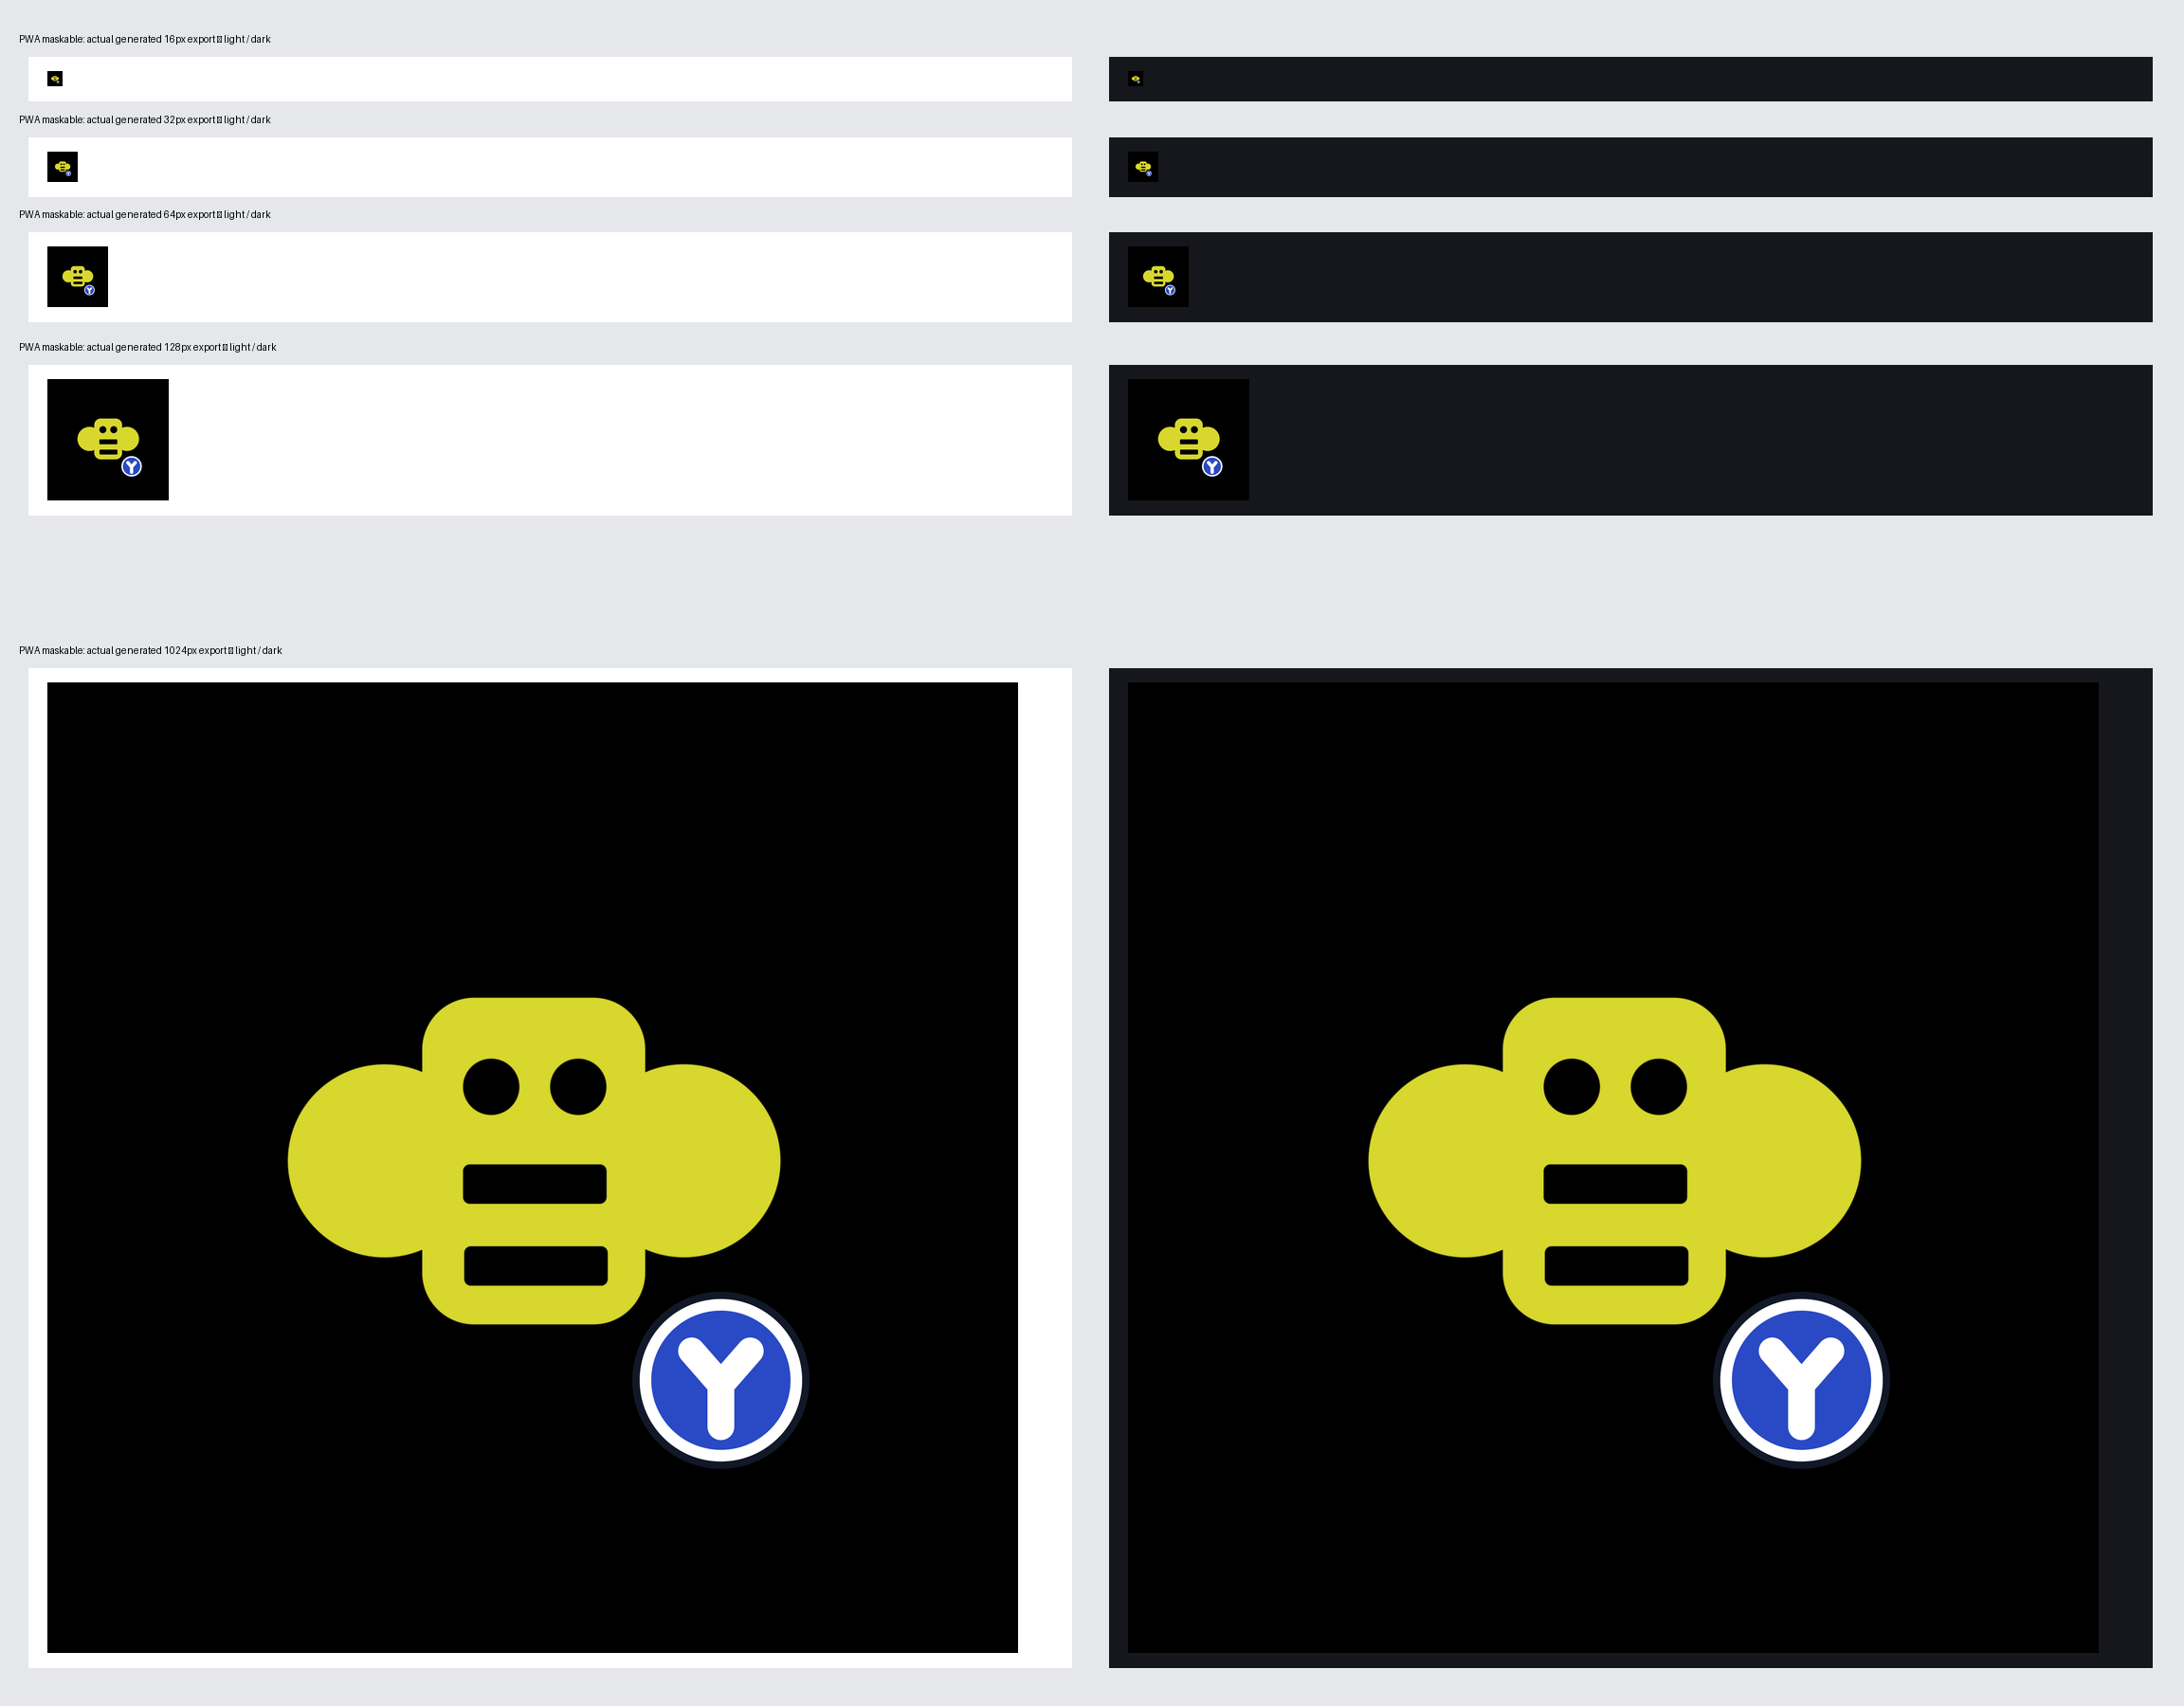 PWA maskable: actual generated 16px export � light / dark
PWA maskable: actual generated 32px export � light / dark
PWA maskable: actual generated 64px export � light / dark
Y
Y
PWA maskable: actual generated 128px export � light / dark
Y
Y
PWA maskable: actual generated 1024px export � light / dark
Y
Y